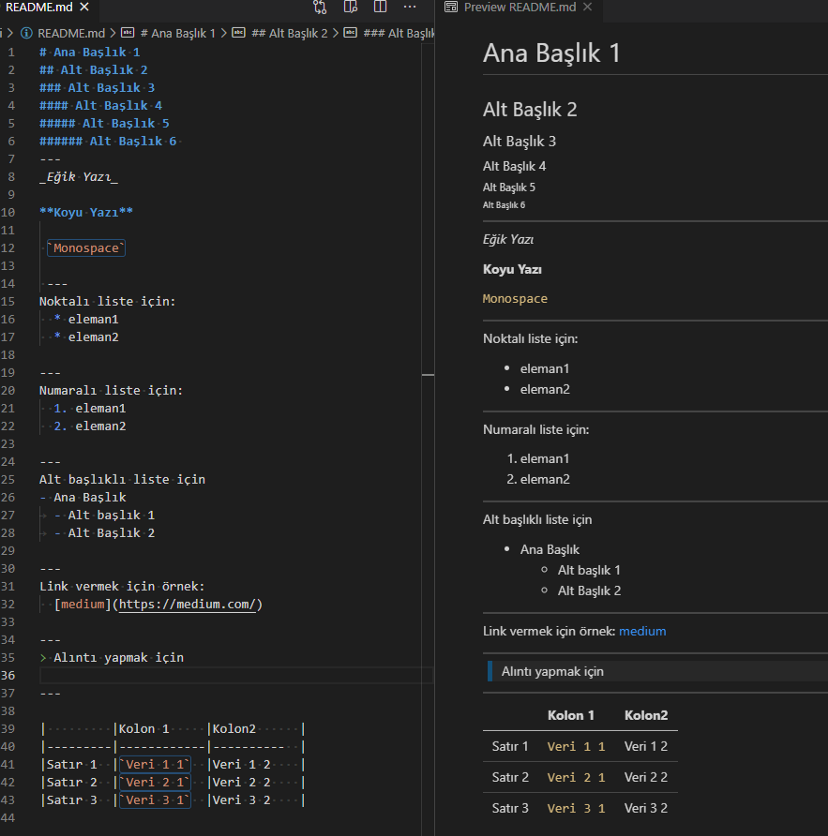 README.md
README.md > # Ana Başlık 1 > ## Alt Başlık 2 > ### Alt Başlık
1 # Ana Başlık 1
2 ## Alt Başlık 2
3 ### Alt Başlık 3
4 #### Alt Başlık 4
5 ##### Alt Başlık 5
6 ###### Alt Başlık 6
7 ---
8 _Eğik Yazı_
9
10 **Koyu Yazı**
11
12 `Monospace`
13
14 ---
15 Noktalı liste için:
16 * eleman1
17 * eleman2
18
19 ---
20 Numaralı liste için:
21 1. eleman1
22 2. eleman2
23
24 ---
25 Alt başlıklı liste için
26 - Ana Başlık
27 - Alt başlık 1
28 - Alt Başlık 2
29
30 ---
31 Link vermek için örnek:
32 [medium](https://medium.com/)
33
34 ---
35 > Alıntı yapmak için
36
37 ---
38
39 | |Kolon 1 |Kolon2 |
40 |---------|------------|---------- |
41 |Satır 1 |`Veri 1 1` |Veri 1 2 |
42 |Satır 2 |`Veri 2 1` |Veri 2 2 |
43 |Satır 3 |`Veri 3 1` |Veri 3 2 |
44
Preview README.md
Ana Başlık 1
Alt Başlık 2
Alt Başlık 3
Alt Başlık 4
Alt Başlık 5
Alt Başlık 6
Eğik Yazı
Koyu Yazı
Monospace
Noktalı liste için:
• eleman1
• eleman2
Numaralı liste için:
1. eleman1
2. eleman2
Alt başlıklı liste için
• Ana Başlık
○ Alt başlık 1
○ Alt Başlık 2
Link vermek için örnek: medium
Alıntı yapmak için
Kolon 1 Kolon2
Satır 1 Veri 1 1 Veri 1 2
Satır 2 Veri 2 1 Veri 2 2
Satır 3 Veri 3 1 Veri 3 2